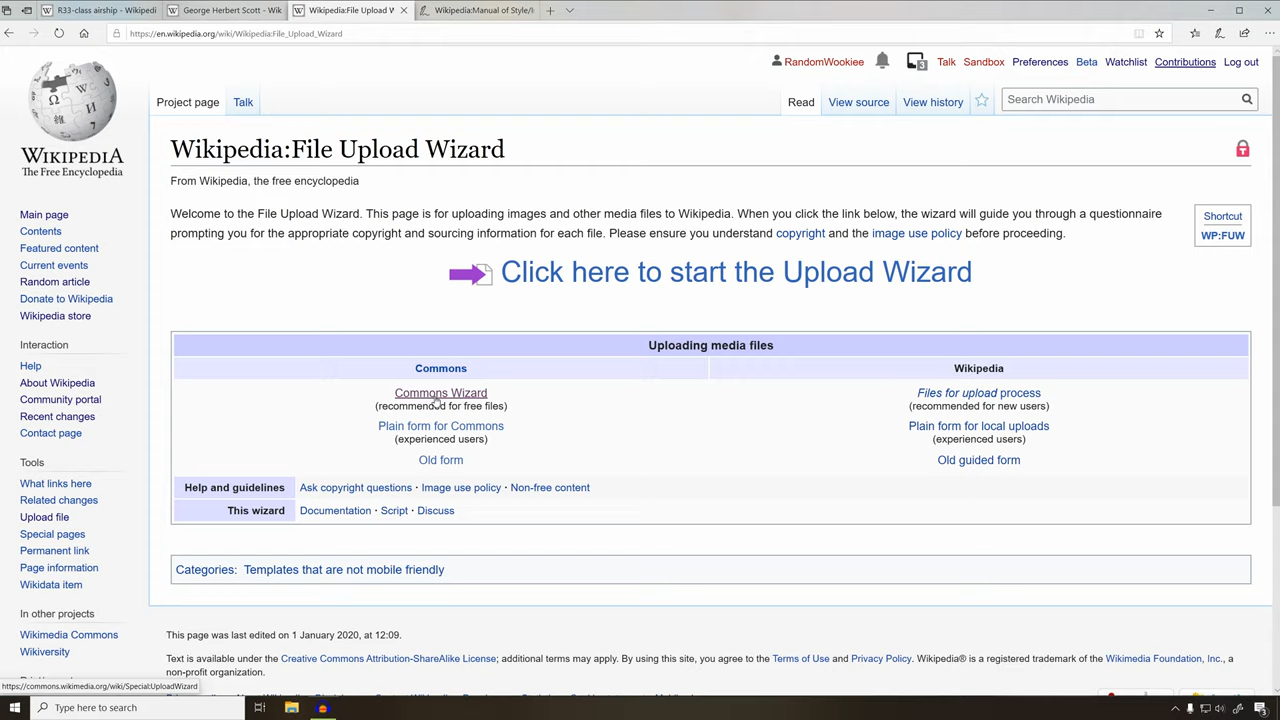 R33-class airship - Wikipedi
George Herbert Scott - Wik
Wikipedia:File Upload W
Wikipedia:Manual of Style/I
https://en.wikipedia.org/wiki/Wikipedia:File_Upload_Wizard
RandomWookiee
3
Talk
Sandbox
Preferences
Beta
Watchlist
Contributions
Log out
Project page
Talk
Read
View source
View history
Search Wikipedia
WIKIPEDIA
The Free Encyclopedia
Wikipedia:File Upload Wizard
From Wikipedia, the free encyclopedia
Welcome to the File Upload Wizard. This page is for uploading images and other media files to Wikipedia. When you click the link below, the wizard will guide you through a questionnaire
prompting you for the appropriate copyright and sourcing information for each file. Please ensure you understand copyright and the image use policy before proceeding.
Shortcut
WP:FUW
Click here to start the Upload Wizard
Main page
Contents
Featured content
Current events
Random article
Donate to Wikipedia
Wikipedia store
Interaction
Help
About Wikipedia
Community portal
Recent changes
Contact page
Tools
What links here
Related changes
Upload file
Special pages
Permanent link
Page information
Wikidata item
In other projects
Wikimedia Commons
Wikiversity
Uploading media files
Commons
Wikipedia
Commons Wizard
(recommended for free files)
Files for upload process
(recommended for new users)
Plain form for Commons
(experienced users)
Plain form for local uploads
(experienced users)
Old form
Old guided form
Help and guidelines
Ask copyright questions · Image use policy · Non-free content
This wizard
Documentation · Script · Discuss
Categories: Templates that are not mobile friendly
This page was last edited on 1 January 2020, at 12:09.
Text is available under the Creative Commons Attribution-ShareAlike License; additional terms may apply. By using this site, you agree to the Terms of Use and Privacy Policy. Wikipedia® is a registered trademark of the Wikimedia Foundation, Inc., a
non-profit organization.
https://commons.wikimedia.org/wiki/Special:UploadWizard
Type here to search
3